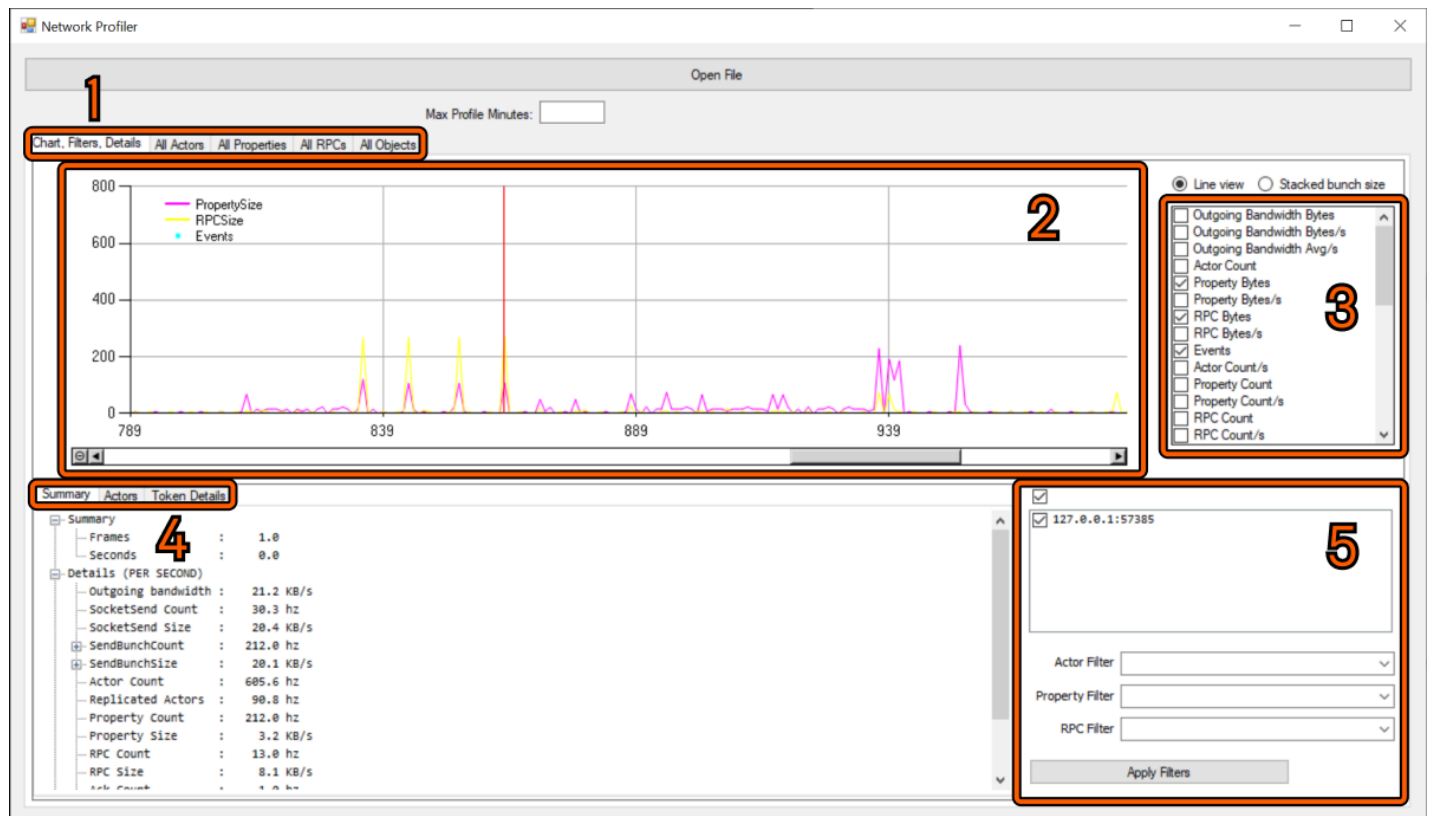 Network Profiler
Open File
1
Max Profile Minutes:
Chart, Filters, Details All Actors All Properties All RPCs All Objects
800
600
400
200
0
789 839 889 939
PropertySize
RPCSize
Events
2
Line view Stacked bunch size
Outgoing Bandwidth Bytes
Outgoing Bandwidth Bytes/s
Outgoing Bandwidth Avg/s
Actor Count
Property Bytes
Property Bytes/s
RPC Bytes
RPC Bytes/s
Events
Actor Count/s
Property Count
Property Count/s
RPC Count
RPC Count/s
3
Summary Actors Token Details
4
Summary
Frames : 1.0
Seconds : 0.0
Details (PER SECOND)
Outgoing bandwidth : 21.2 KB/s
SocketSend Count : 30.3 hz
SocketSend Size : 20.4 KB/s
SendBunchCount : 212.0 hz
SendBunchSize : 20.1 KB/s
Actor Count : 605.6 hz
Replicated Actors : 90.8 hz
Property Count : 212.0 hz
Property Size : 3.2 KB/s
RPC Count : 13.0 hz
RPC Size : 8.1 KB/s
127.0.0.1:57385
5
Actor Filter
Property Filter
RPC Filter
Apply Filters